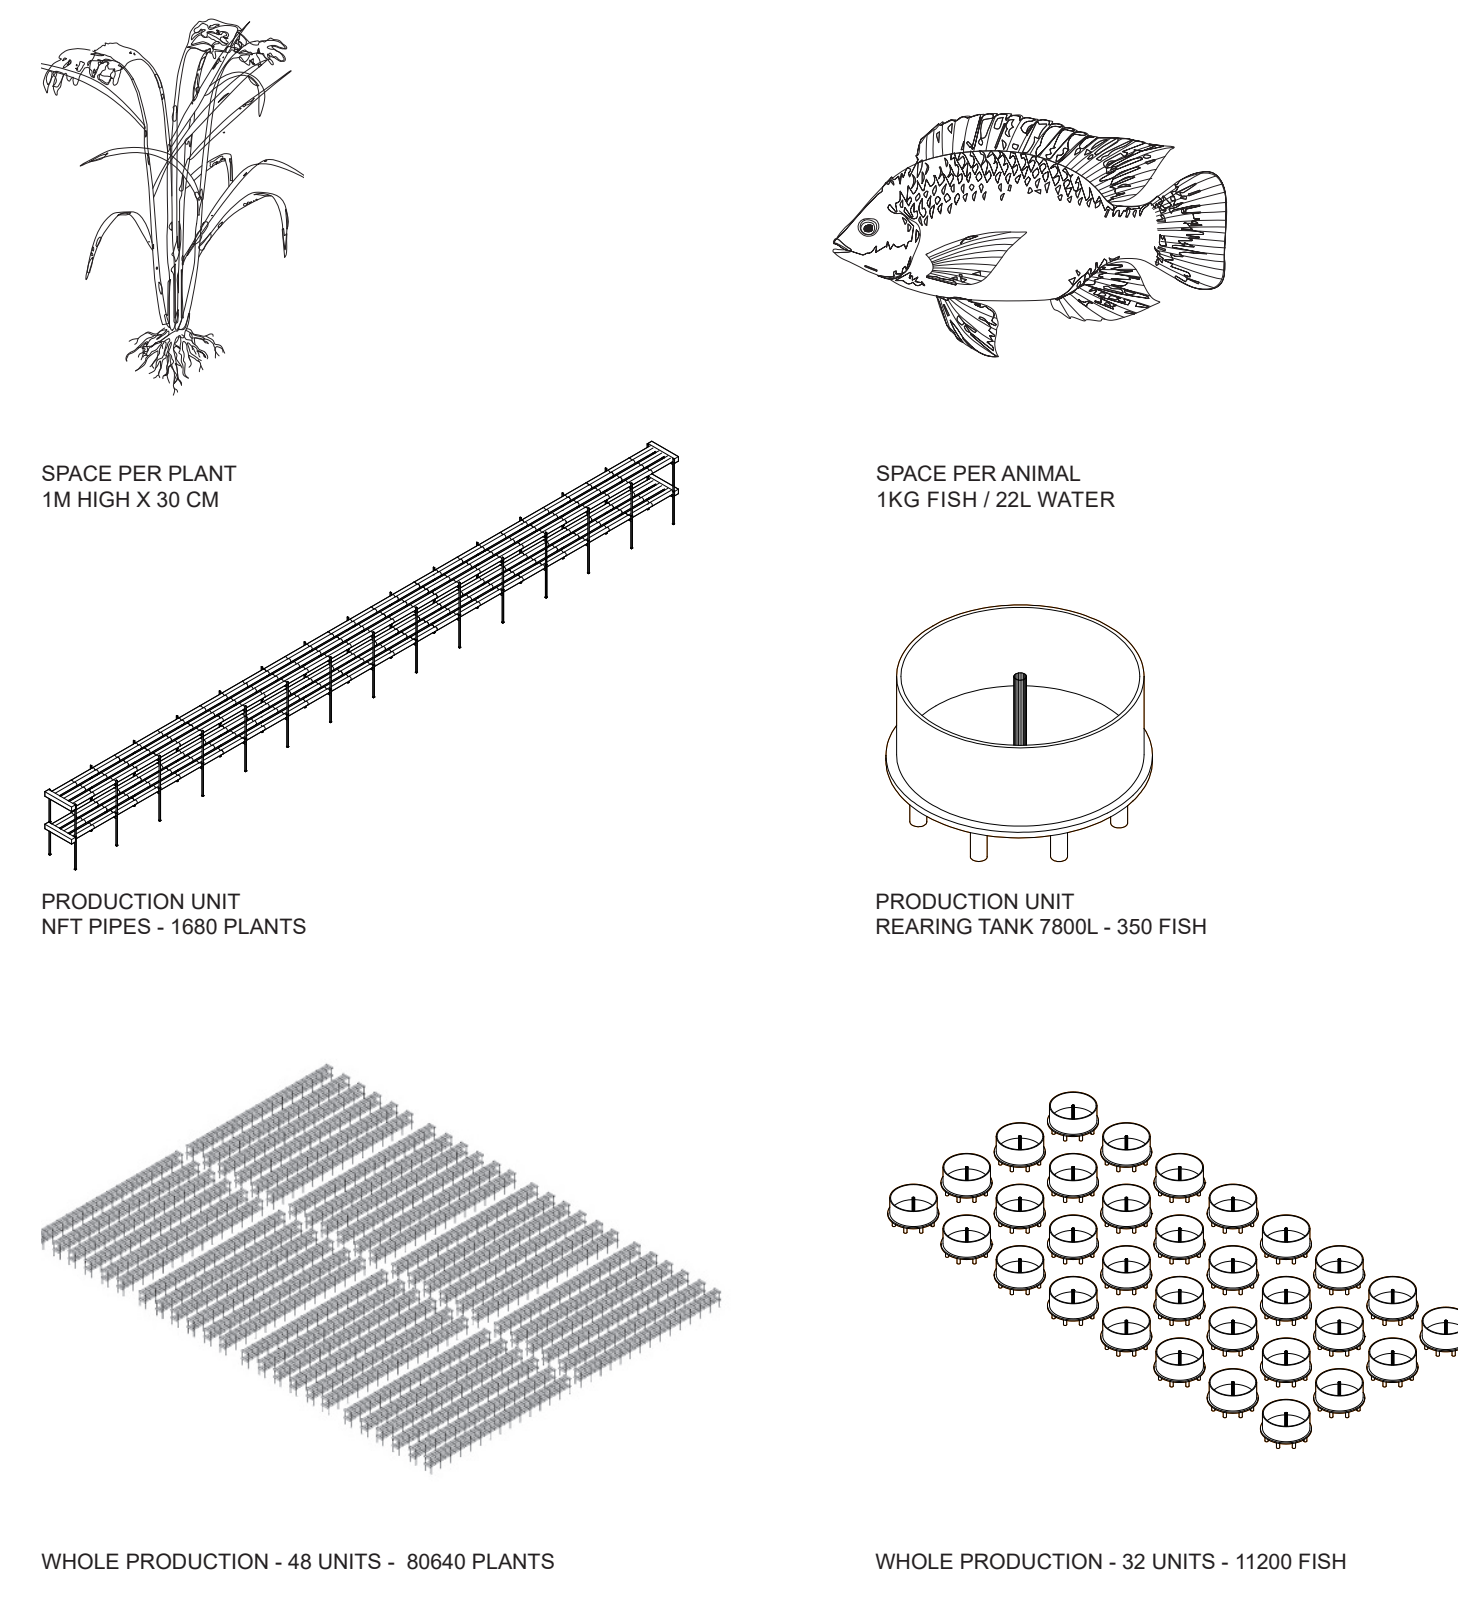 SPACE PER PLANT
1M HIGH X 30 CM
SPACE PER ANIMAL
1KG FISH / 22L WATER
PRODUCTION UNIT
NFT PIPES - 1680 PLANTS
PRODUCTION UNIT
REARING TANK 7800L - 350 FISH
WHOLE PRODUCTION - 48 UNITS -  80640 PLANTS
WHOLE PRODUCTION - 32 UNITS - 11200 FISH